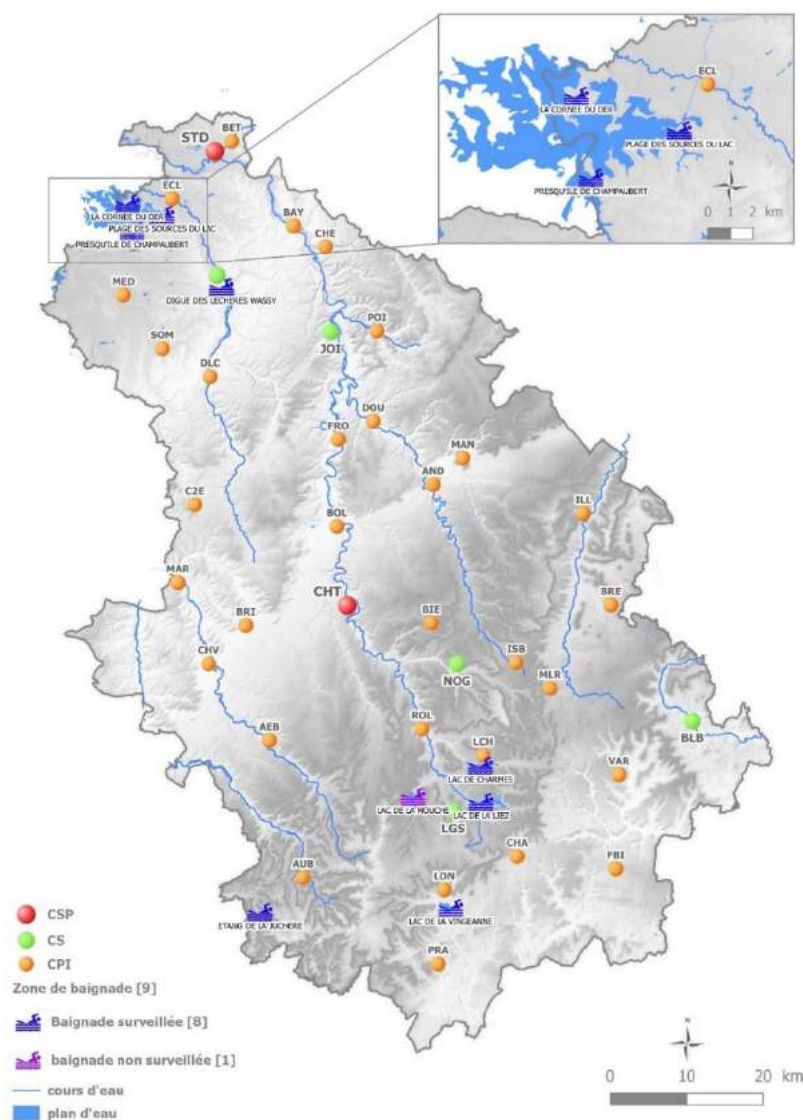 ECL
LA CORNEE DU DER
PLAGE DES SOURCES DU LAC
PRESQU'ILE DE CHAMPAUBERT
N
0 1 2 km
STD
BET
ECL
LA CORNEE DU DER
PLAGE DES SOURCES DU LAC
PRESQU'ILE DE CHAMPAUBERT
BAY
CHE
MED
DIGUE DES LECHERES WASSY
SOM
JOI
POI
DLC
DOU
FRO
MAN
AND
C2E
BOL
ILL
MAR
CHT
BRE
BRI
BIE
CHV
NOG
ISB
MLR
AEB
ROL
BLB
LCH
LAC DE CHARMES
VAR
LAC DE LA MOUCHE
LAC DE LA LIEZ
LGS
CHA
AUB
LON
FBI
ETANG DE LA JUCHERE
LAC DE LA VINGEANNE
PRA
CSP
CS
CPI
Zone de baignade [9]
Baignade surveillée [8]
baignade non surveillée [1]
cours d'eau
plan d'eau
N
0 10 20 km